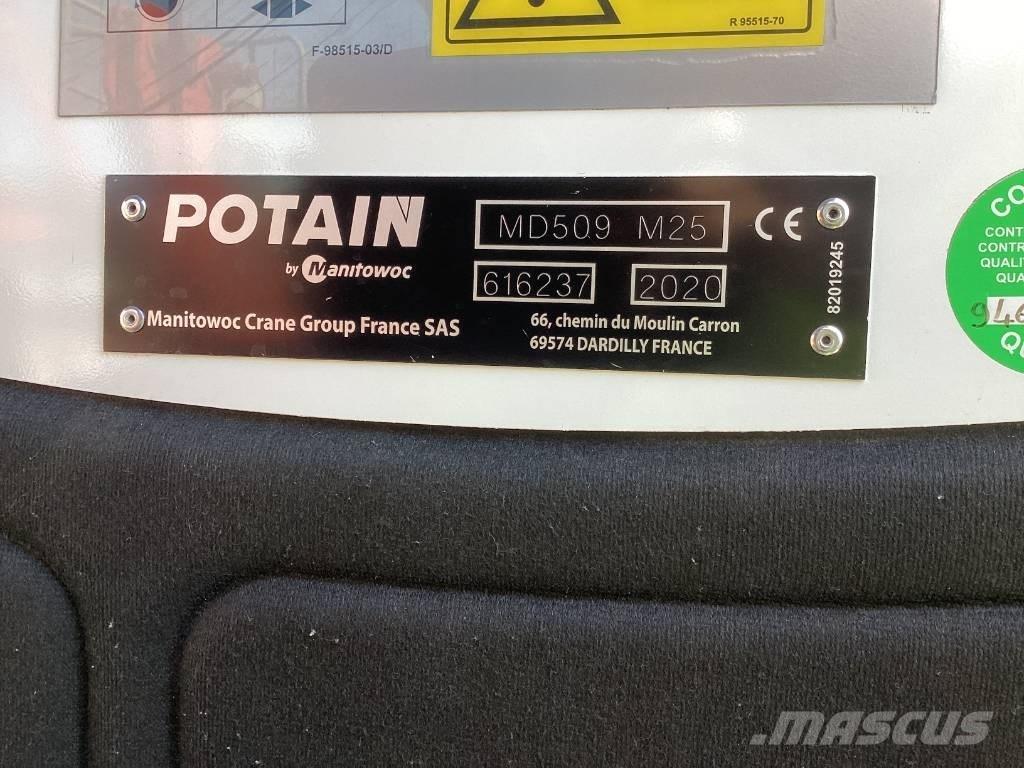 F-98515-03/D
R 95515-70
POTAIN
by Manitowoc
MD509 M25
CE
616237
2020
82019245
Manitowoc Crane Group France SAS
66, chemin du Moulin Carron
69574 DARDILLY FRANCE
MASCUS